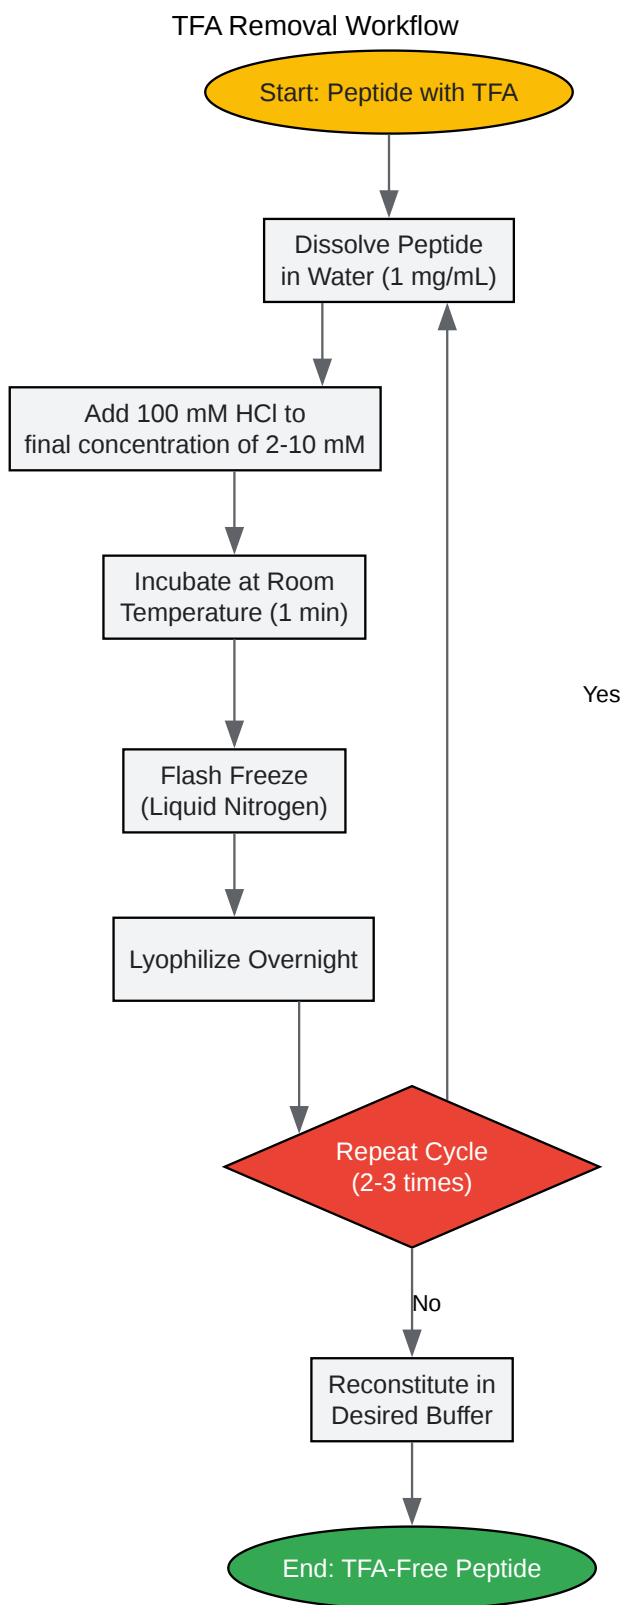 TFA Removal Workflow
Start: Peptide with TFA
Dissolve Peptide
in Water (1 mg/mL)
Add 100 mM HCl to
final concentration of 2-10 mM
Incubate at Room
Temperature (1 min)
Yes
Flash Freeze
(Liquid Nitrogen)
Lyophilize Overnight
Repeat Cycle
(2-3 times)
No
Reconstitute in
Desired Buffer
End: TFA-Free Peptide